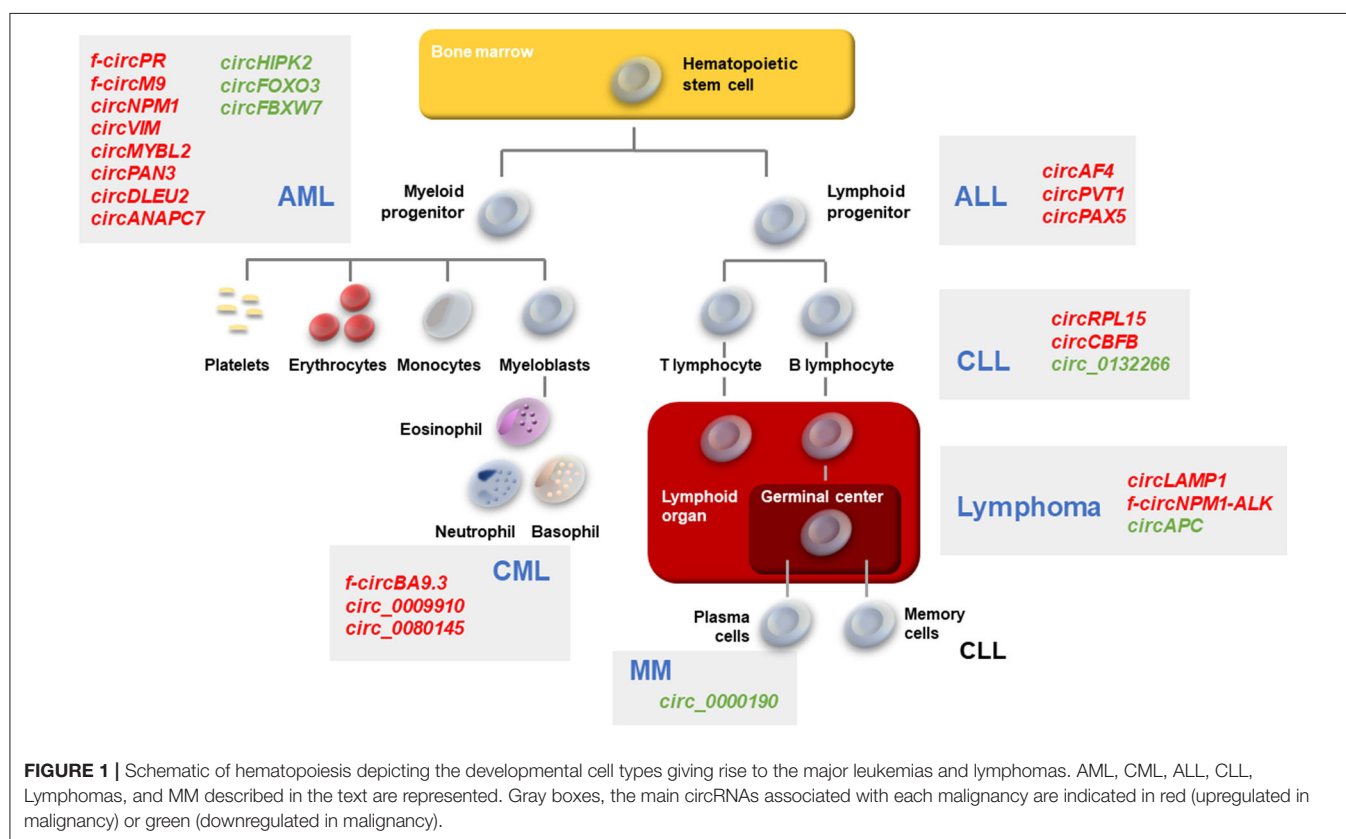 f-circPR
f-circM9
circNPM1
circVIM
circMYBL2
circPAN3
circDLEU2
circANAPC7
circHIPK2
circFOXO3
circFBXW7
AML
Bone marrow
Hematopoietic
stem cell
Myeloid
progenitor
Lymphoid
progenitor
ALL
circAF4
circPVT1
circPAX5
Platelets
Erythrocytes
Monocytes
Myeloblasts
T lymphocyte
B lymphocyte
CLL
circRPL15
circCBFB
circ_0132266
Eosinophil
Neutrophil
Basophil
Lymphoid
organ
Germinal center
Lymphoma
circLAMP1
f-circNPM1-ALK
circAPC
CML
f-circBA9.3
circ_0009910
circ_0080145
Plasma
cells
Memory
cells
CLL
MM
circ_0000190
FIGURE 1 | Schematic of hematopoiesis depicting the developmental cell types giving rise to the major leukemias and lymphomas. AML, CML, ALL, CLL,
Lymphomas, and MM described in the text are represented. Gray boxes, the main circRNAs associated with each malignancy are indicated in red (upregulated in
malignancy) or green (downregulated in malignancy).